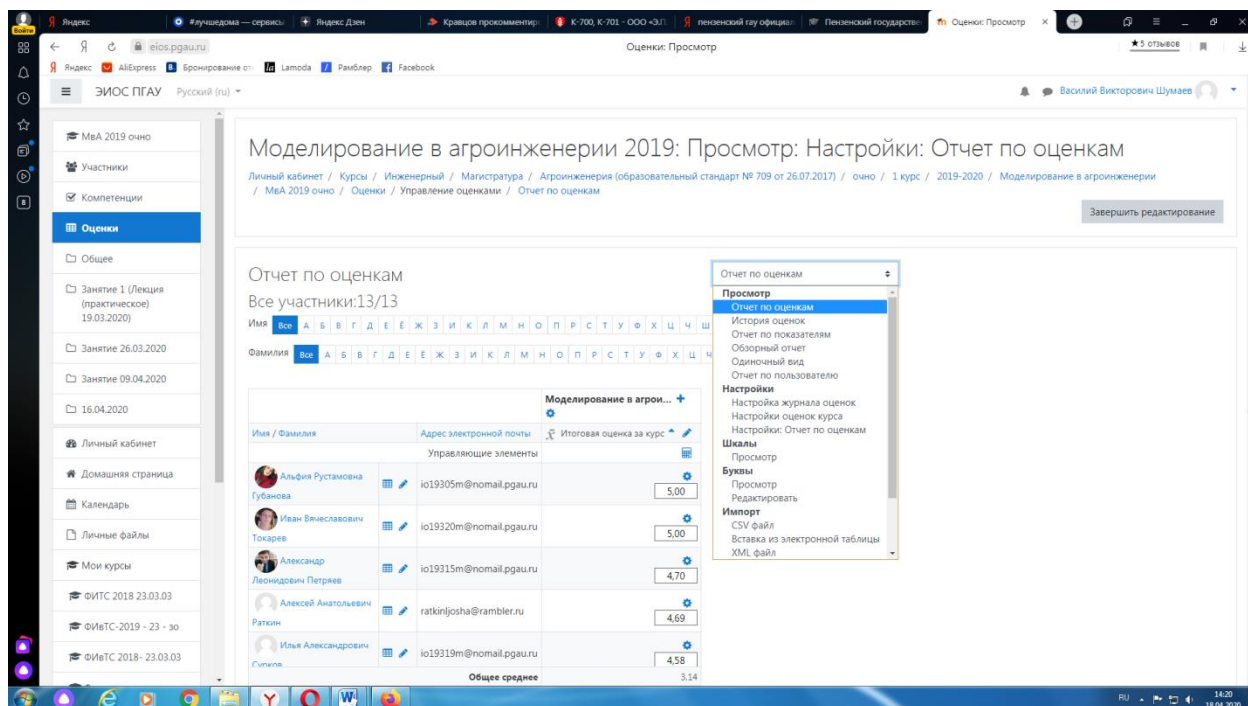 Войти
Яндекс
#лучшедома — сервисы
Яндекс Дзен
Кравцов прокомментир
К-700, К-701 - ООО «З.П.
пензенский гау официал
Пензенский государстве
Оценки: Просмотр
eios.pgau.ru
Оценки: Просмотр
★5 отзывов
Яндекс
AliExpress
Бронирование от
Lamoda
Рамблер
Facebook
ЭИОС ПГАУ Русский (ru)
Василий Викторович Шумаев
МвА 2019 очно
Участники
Компетенции
Оценки
Общее
Занятие 1 (Лекция
(практическое)
19.03.2020)
Занятие 26.03.2020
Занятие 09.04.2020
16.04.2020
Личный кабинет
Домашняя страница
Календарь
Личные файлы
Мои курсы
ФИТС 2018 23.03.03
ФИвТС-2019 - 23 - зо
ФИвТС 2018- 23.03.03
Моделирование в агроинженерии 2019: Просмотр: Настройки: Отчет по оценкам
Личный кабинет / Курсы / Инженерный / Магистратура / Агроинженерия (образовательный стандарт № 709 от 26.07.2017) / очно / 1 курс / 2019-2020 / Моделирование в агроинженерии
/ МвА 2019 очно / Оценки / Управление оценками / Отчет по оценкам
Завершить редактирование
Отчет по оценкам
Все участники:13/13
Имя Все А Б В Г Д Е Ё Ж З И К Л М Н О П Р С Т У Ф Х Ц Ч Ш
Фамилия Все А Б В Г Д Е Ё Ж З И К Л М Н О П Р С Т У Ф Х Ц Ч
Моделирование в агрои...
Имя / Фамилия Адрес электронной почты Итоговая оценка за курс
Управляющие элементы
Альфия Рустамовна
Губанова io19305m@nomail.pgau.ru 5,00
Иван Вячеславович
Токарев io19320m@nomail.pgau.ru 5,00
Александр
Леонидович Петряев io19315m@nomail.pgau.ru 4,70
Алексей Анатольевич
Раткин ratkinljosha@rambler.ru 4,69
Илья Александрович
Сурков io19319m@nomail.pgau.ru 4,58
Общее среднее 3.14
Отчет по оценкам
Просмотр
Отчет по оценкам
История оценок
Отчет по показателям
Обзорный отчет
Одиночный вид
Отчет по пользователю
Настройки
Настройка журнала оценок
Настройки оценок курса
Настройки: Отчет по оценкам
Шкалы
Просмотр
Буквы
Просмотр
Редактировать
Импорт
CSV файл
Вставка из электронной таблицы
XML файл
RU
14:20
18.04.2020